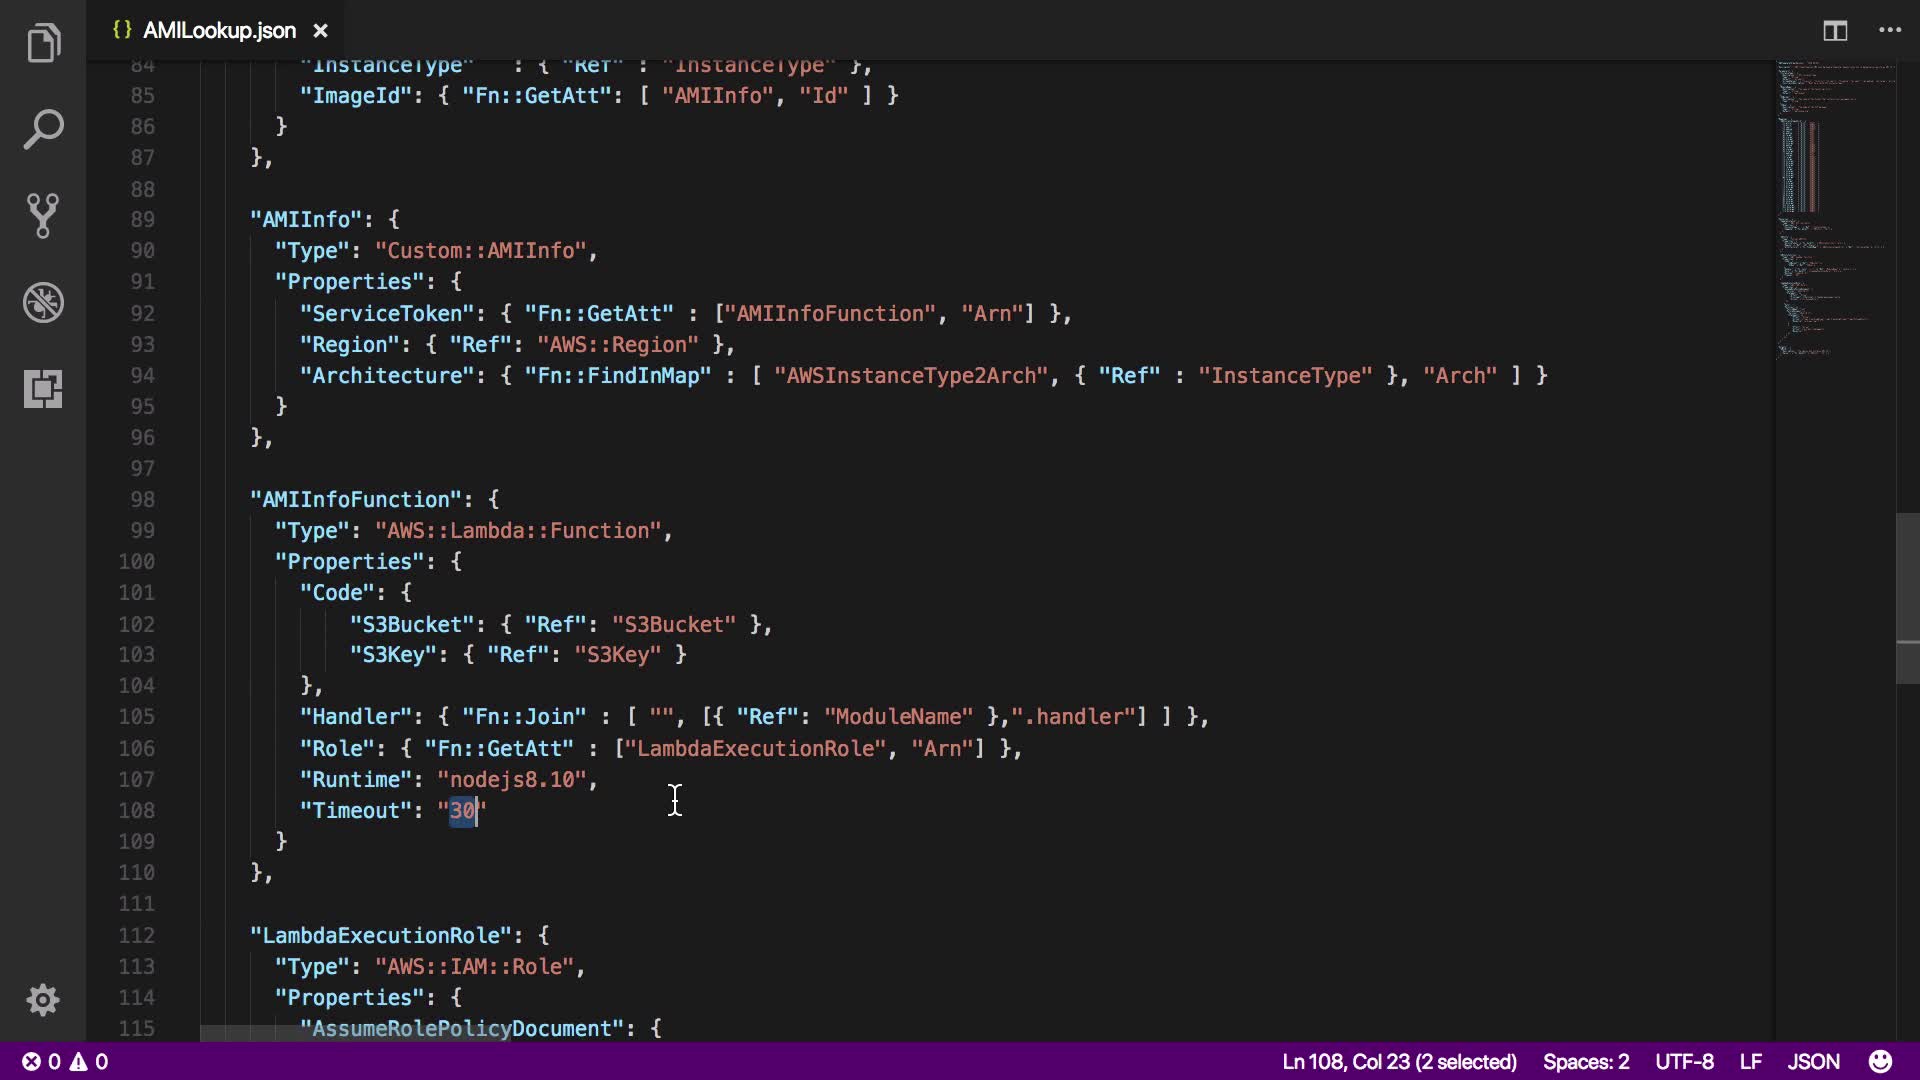 {} AMILookup.json ×
84 "InstanceType" : { "Ref" : "InstanceType" },
85 "ImageId": { "Fn::GetAtt": [ "AMIInfo", "Id" ] }
86 }
87 },
88
89 "AMIInfo": {
90 "Type": "Custom::AMIInfo",
91 "Properties": {
92 "ServiceToken": { "Fn::GetAtt" : ["AMIInfoFunction", "Arn"] },
93 "Region": { "Ref": "AWS::Region" },
94 "Architecture": { "Fn::FindInMap" : [ "AWSInstanceType2Arch", { "Ref" : "InstanceType" }, "Arch" ] }
95 }
96 },
97
98 "AMIInfoFunction": {
99 "Type": "AWS::Lambda::Function",
100 "Properties": {
101 "Code": {
102 "S3Bucket": { "Ref": "S3Bucket" },
103 "S3Key": { "Ref": "S3Key" }
104 },
105 "Handler": { "Fn::Join" : [ "", [{ "Ref": "ModuleName" },".handler"] ] },
106 "Role": { "Fn::GetAtt" : ["LambdaExecutionRole", "Arn"] },
107 "Runtime": "nodejs8.10",
108 "Timeout": "30"
109 }
110 },
111
112 "LambdaExecutionRole": {
113 "Type": "AWS::IAM::Role",
114 "Properties": {
115 "AssumeRolePolicyDocument": {
0 0 Ln 108, Col 23 (2 selected) Spaces: 2 UTF-8 LF JSON